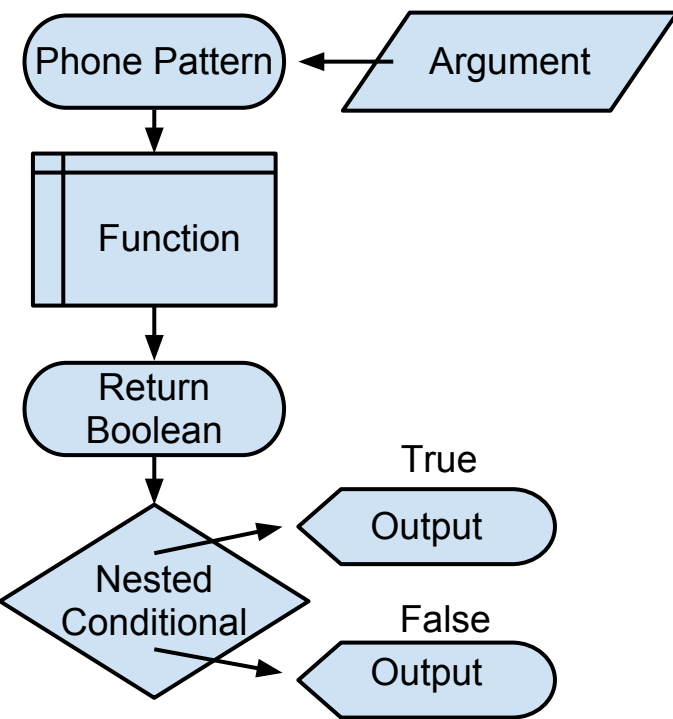 Phone Pattern
Argument
Function
Return
Boolean
True
Output
Nested
Conditional
False
Output